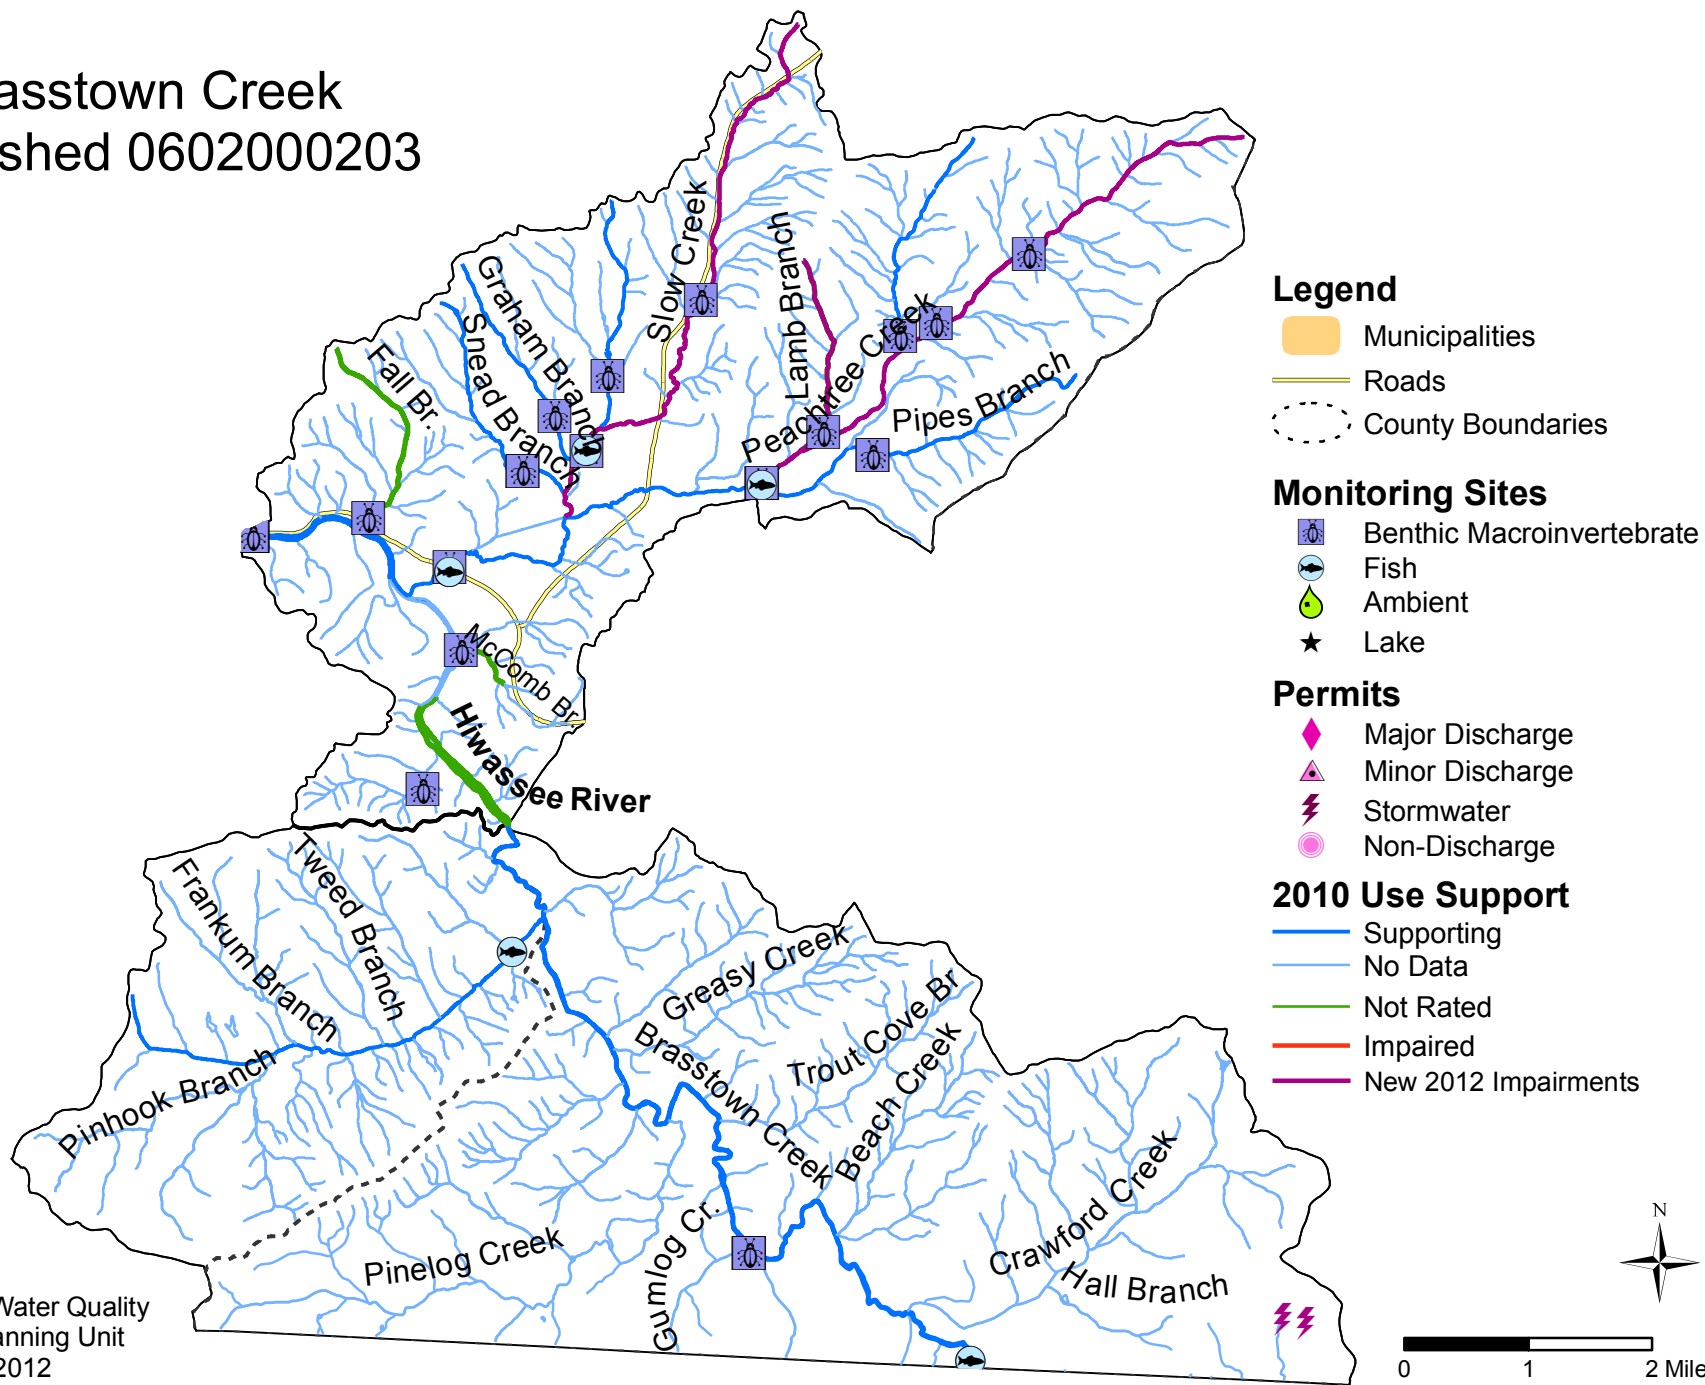 asstown Creek
shed 0602000203
Slow Creek
Lamb Branch
Graham Branch
Snead Branch
Fall Br.
Peachtree Creek
Pipes Branch
McComb Br.
Hiwassee River
Tweed Branch
Frankum Branch
Pinhook Branch
Greasy Creek
Brasstown Creek
Trout Cove Br
Beach Creek
Crawford Creek
Hall Branch
Pinelog Creek
Gumlog Cr.
Legend
Municipalities
Roads
County Boundaries
Monitoring Sites
Benthic Macroinvertebrate
Fish
Ambient
Lake
Permits
Major Discharge
Minor Discharge
Stormwater
Non-Discharge
2010 Use Support
Supporting
No Data
Not Rated
Impaired
New 2012 Impairments
N
0 1 2 Mile
Water Quality
anning Unit
2012